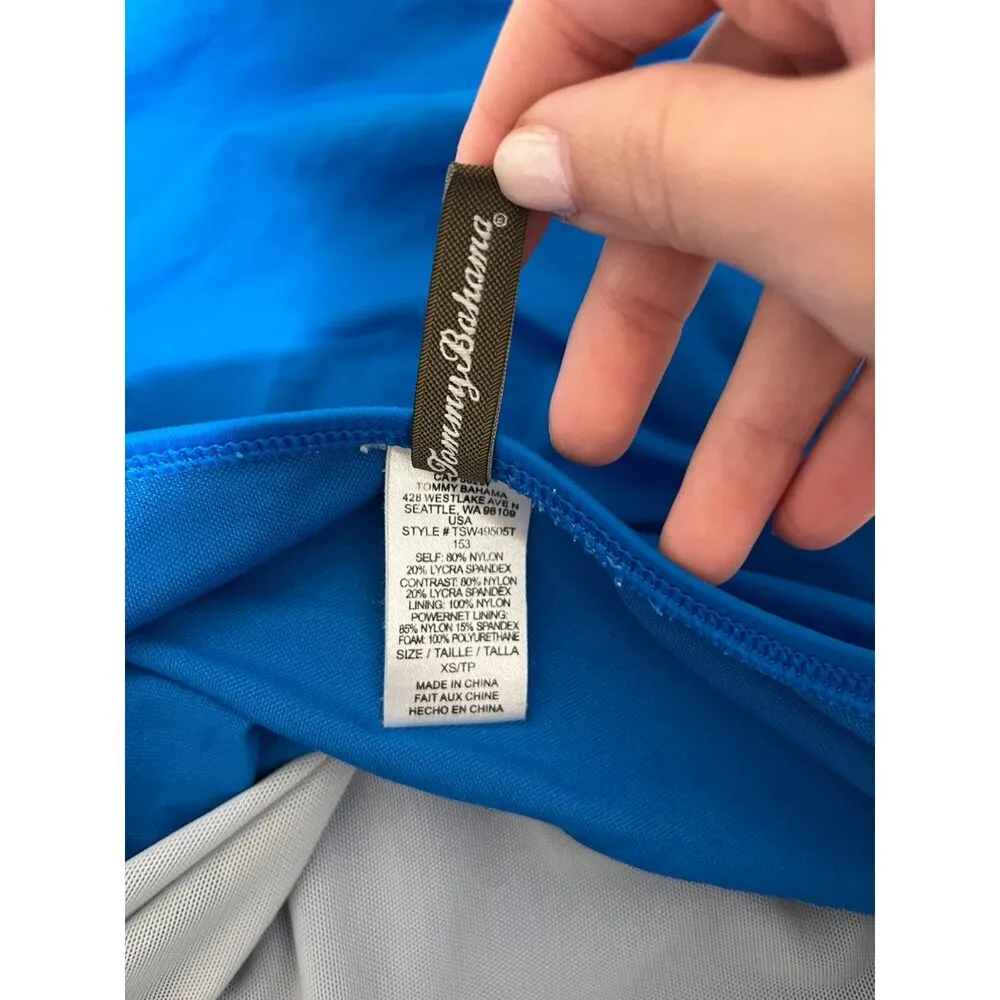 Tommy Bahama®
CA#
TOMMY BAHAMA
428 WESTLAKE AVE N
SEATTLE, WA 98109
USA
STYLE # TSW49505T
153
SELF: 80% NYLON
20% LYCRA SPANDEX
CONTRAST: 80% NYLON
20% LYCRA SPANDEX
LINING: 100% NYLON
POWERNET LINING:
85% NYLON 15% SPANDEX
FOAM: 100% POLYURETHANE
SIZE / TAILLE / TALLA
XS/TP
MADE IN CHINA
FAIT AUX CHINE
HECHO EN CHINA